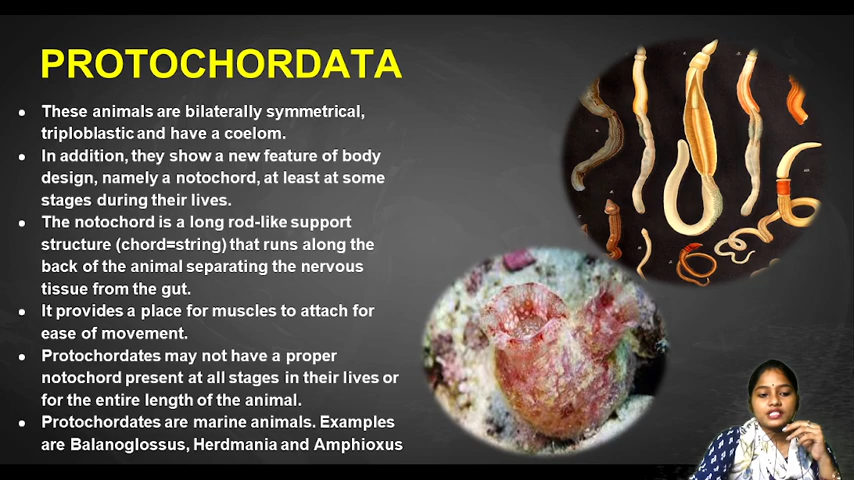 PROTOCHORDATA
● These animals are bilaterally symmetrical,
triploblastic and have a coelom.
● In addition, they show a new feature of body
design, namely a notochord, at least at some
stages during their lives.
● The notochord is a long rod-like support
structure (chord=string) that runs along the
back of the animal separating the nervous
tissue from the gut.
● It provides a place for muscles to attach for
ease of movement.
● Protochordates may not have a proper
notochord present at all stages in their lives or
for the entire length of the animal.
● Protochordates are marine animals. Examples
are Balanoglossus, Herdmania and Amphioxus